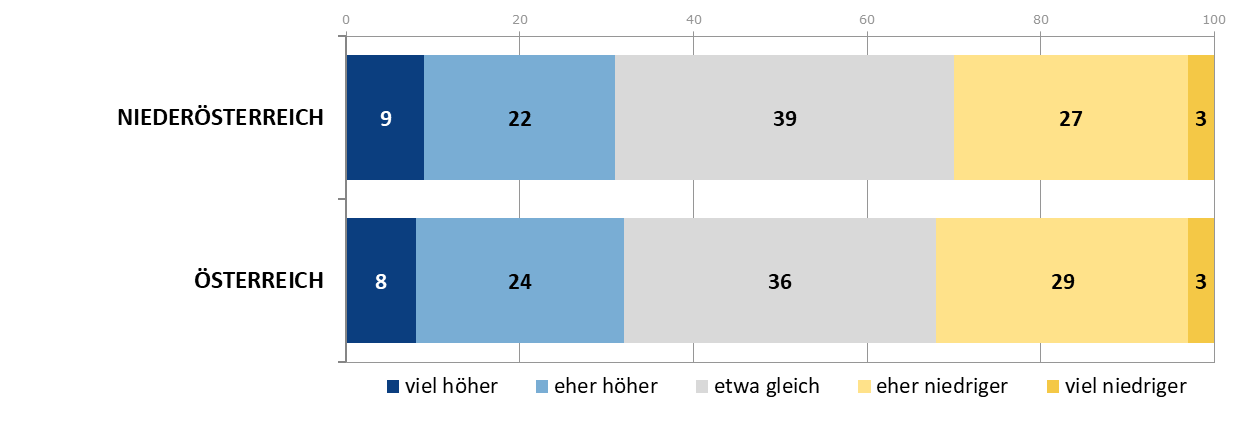 0 20 40 60 80 100
NIEDERÖSTERREICH 9 22 39 27 3
ÖSTERREICH 8 24 36 29 3
viel höher eher höher etwa gleich eher niedriger viel niedriger